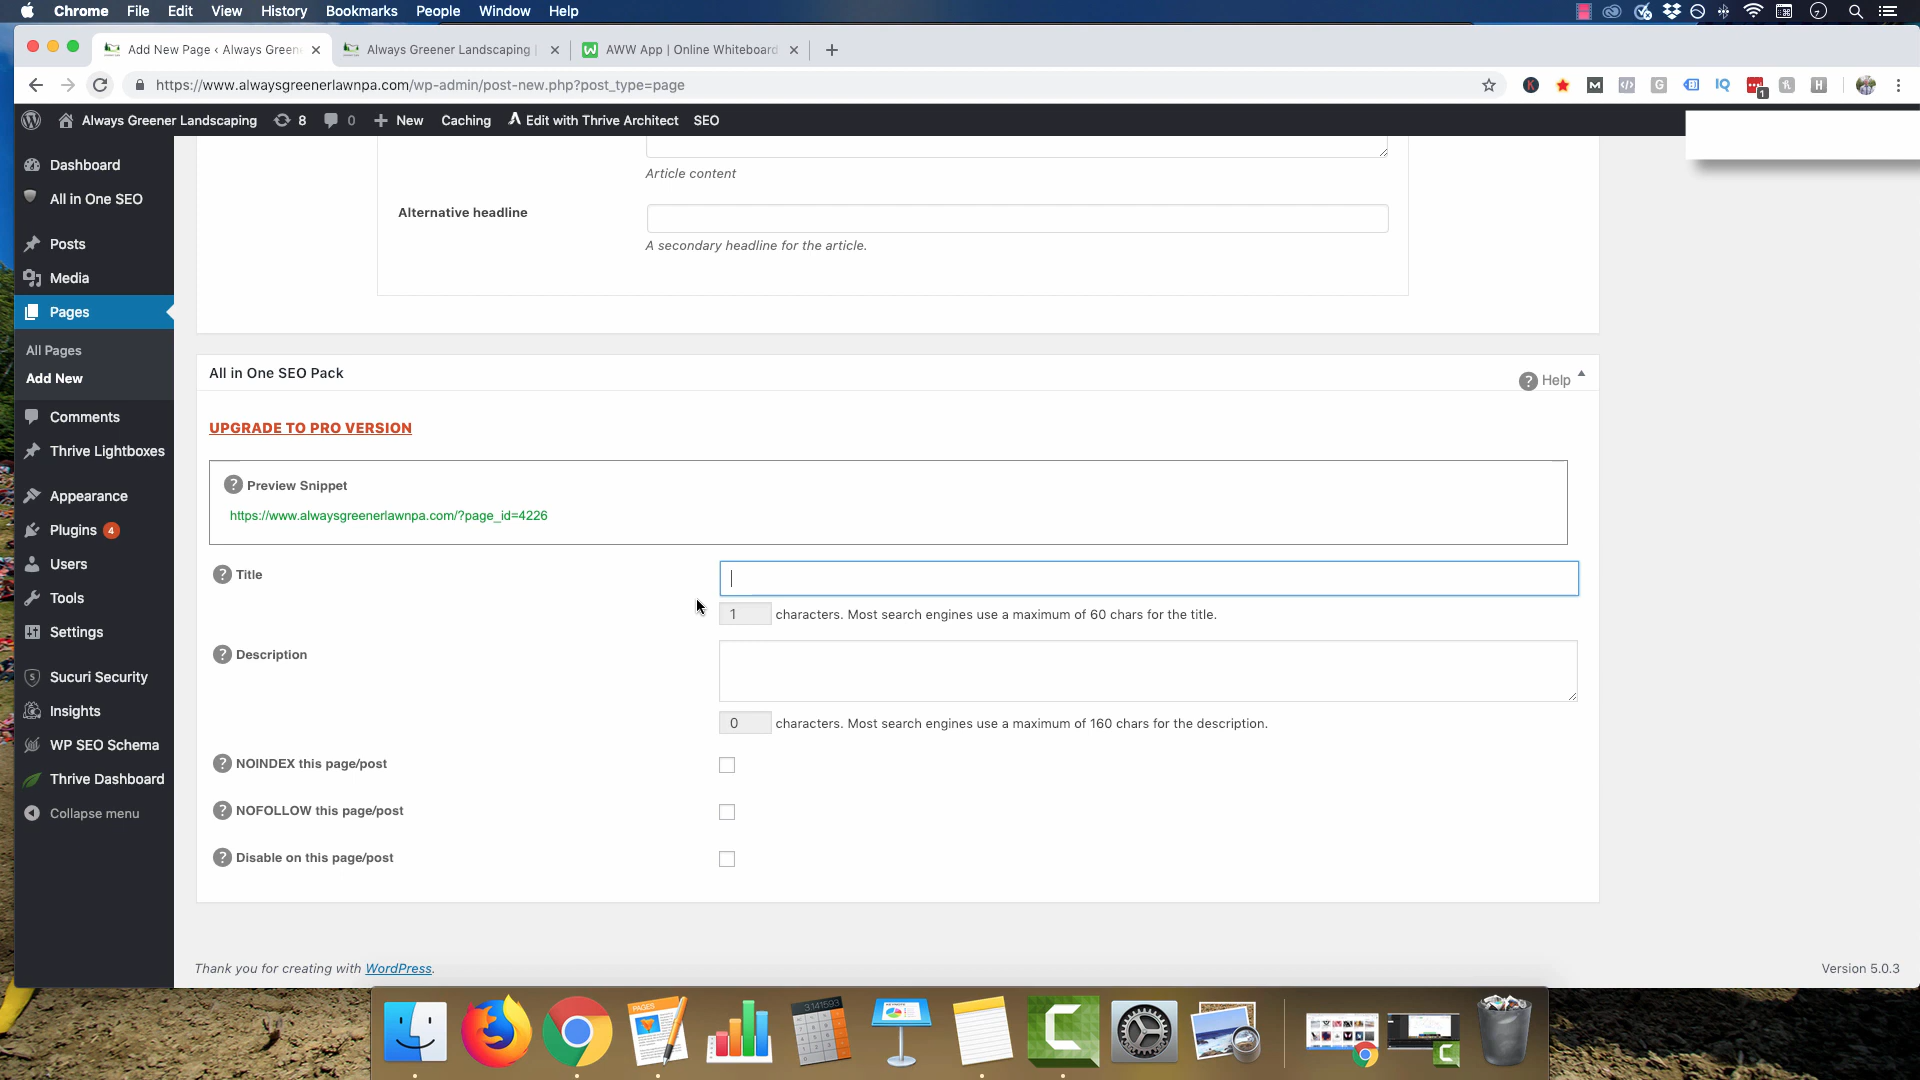 Chrome File Edit View History Bookmarks People Window Help
Add New Page ‹ Always Green
Always Greener Landscaping |
AWW App | Online Whiteboard
https://www.alwaysgreenerlawnpa.com/wp-admin/post-new.php?post_type=page
Always Greener Landscaping 8 0 New Caching Edit with Thrive Architect SEO
Dashboard
All in One SEO
Posts
Media
Pages
All Pages
Add New
Comments
Thrive Lightboxes
Appearance
Plugins 4
Users
Tools
Settings
Sucuri Security
Insights
WP SEO Schema
Thrive Dashboard
Collapse menu
Article content
Alternative headline
A secondary headline for the article.
All in One SEO Pack
? Help
UPGRADE TO PRO VERSION
? Preview Snippet
https://www.alwaysgreenerlawnpa.com/?page_id=4226
? Title
1 characters. Most search engines use a maximum of 60 chars for the title.
? Description
0 characters. Most search engines use a maximum of 160 chars for the description.
? NOINDEX this page/post
? NOFOLLOW this page/post
? Disable on this page/post
Thank you for creating with WordPress.
Version 5.0.3
PAGES
3.141593